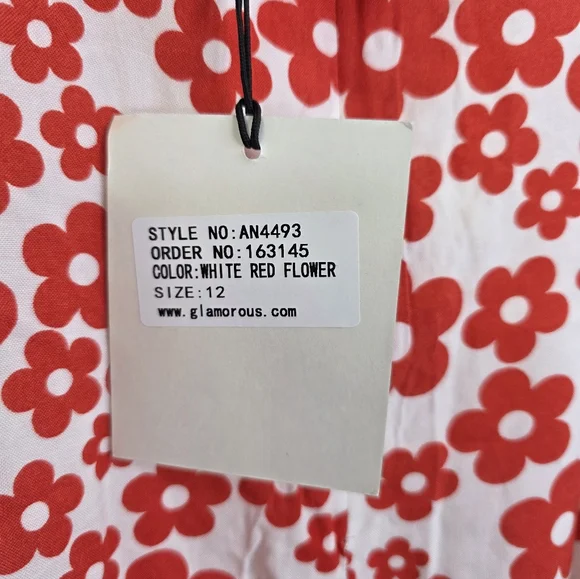 STYLE NO:AN4493
ORDER NO:163145
COLOR:WHITE RED FLOWER
SIZE:12
www.glamorous.com